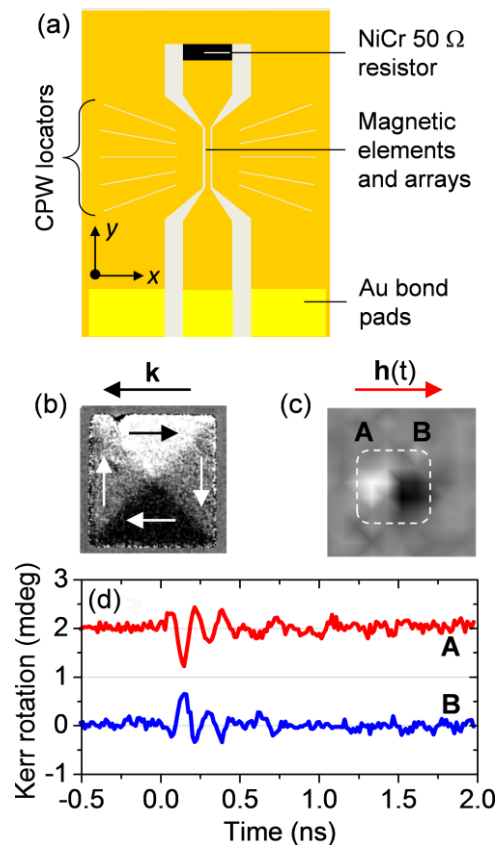 (a)
NiCr 50 Ω
resistor
CPW locators
Magnetic
elements
and arrays
y
x
Au bond
pads
k
h(t)
(b)
(c)
A B
Kerr rotation (mdeg)
3
(d)
2
A
1
B
0
-1
-0.5 0.0 0.5 1.0 1.5 2.0
Time (ns)